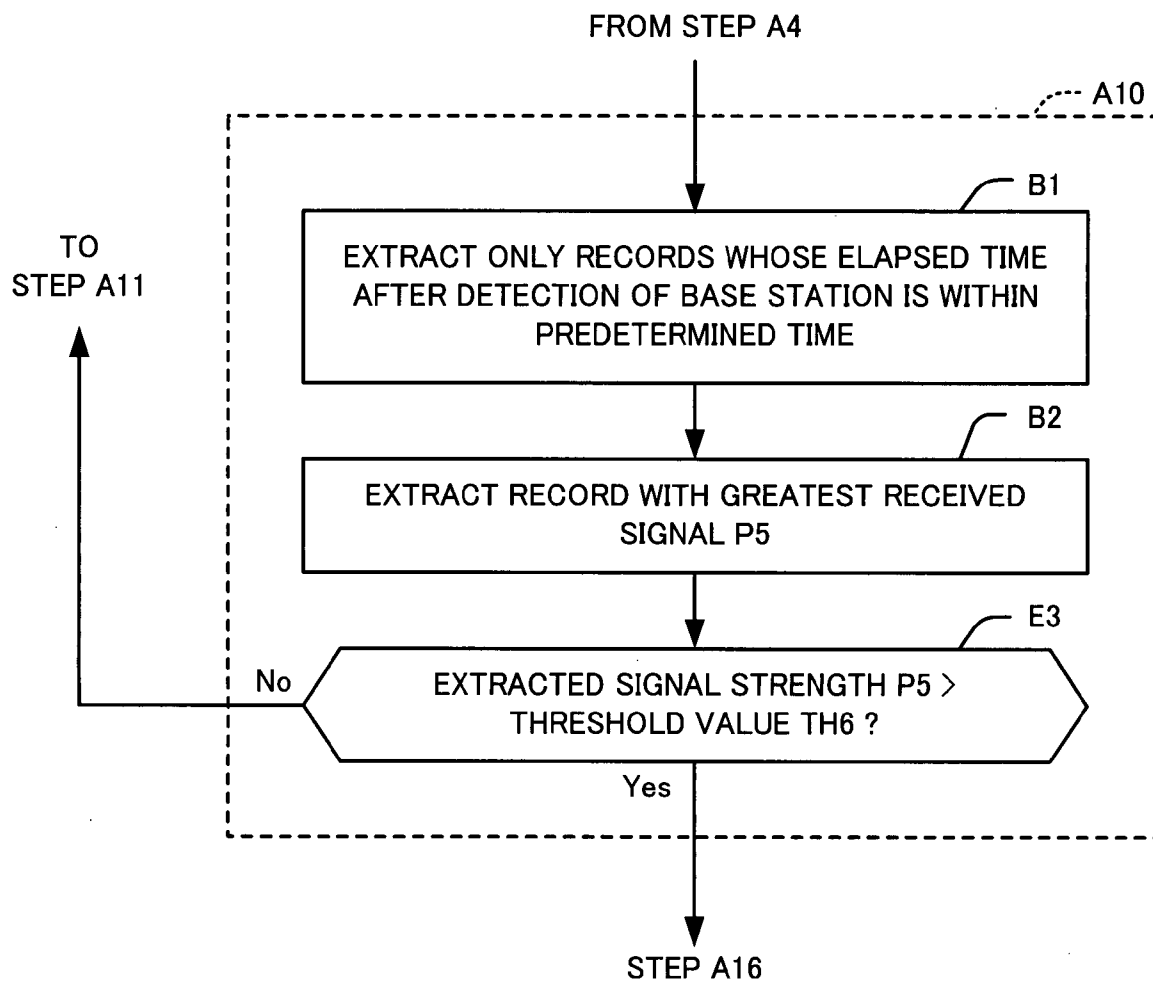 FROM STEP A4
A10
B1
TO
STEP A11
EXTRACT ONLY RECORDS WHOSE ELAPSED TIME
AFTER DETECTION OF BASE STATION IS WITHIN
PREDETERMINED TIME
B2
EXTRACT RECORD WITH GREATEST RECEIVED
SIGNAL P5
E3
No
EXTRACTED SIGNAL STRENGTH P5 >
THRESHOLD VALUE TH6 ?
Yes
STEP A16